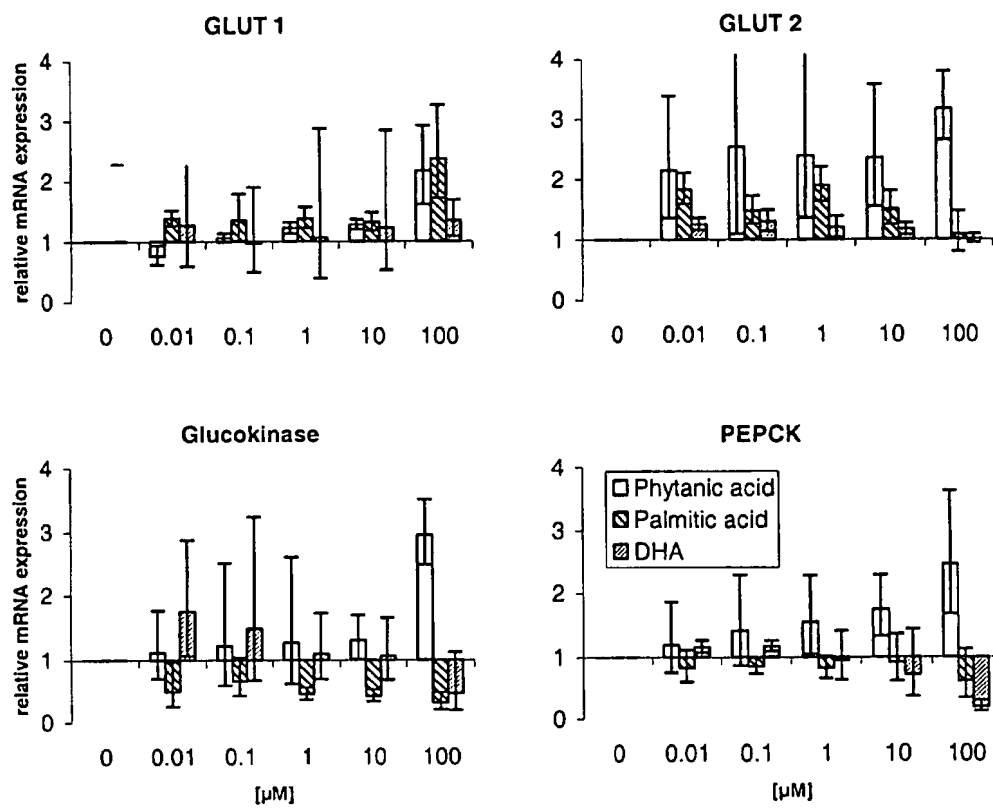 GLUT 1
relative mRNA expression
4
3
2
1
0
0 0.01 0.1 1 10 100
GLUT 2
4
3
2
1
0
0 0.01 0.1 1 10 100
Glucokinase
relative mRNA expression
4
3
2
1
0
0 0.01 0.1 1 10 100
[µM]
PEPCK
4
3
2
1
0
Phytanic acid
Palmitic acid
DHA
0 0.01 0.1 1 10 100
[µM]